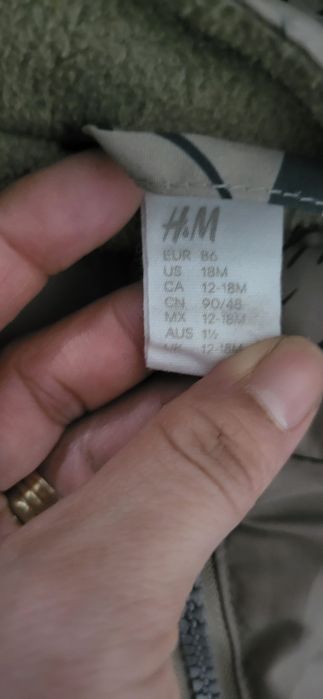 H&M
EUR 86
US 18M
CA 12-18M
CN 90/48
MX 12-18M
AUS 1½
UK 12-18M